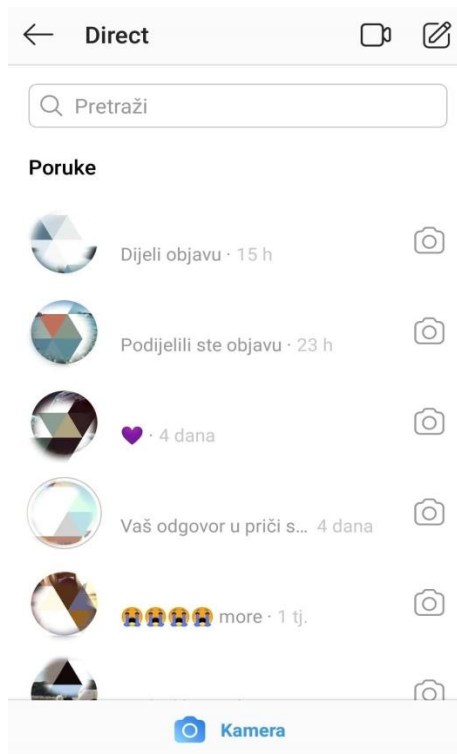 Direct
Pretraži
Poruke
Dijeli objavu · 15 h
Podijelili ste objavu · 23 h
💜 · 4 dana
Vaš odgovor u priči s... 4 dana
😭😭😭😭 more · 1 tj.
Kamera